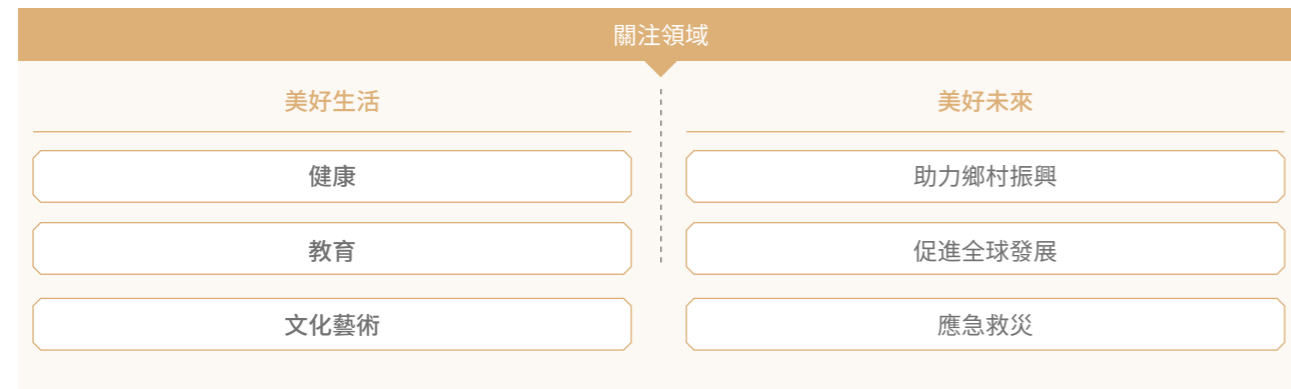 關注領域
美好生活
健康
教育
文化藝術
美好未來
助力鄉村振興
促進全球發展
應急救災